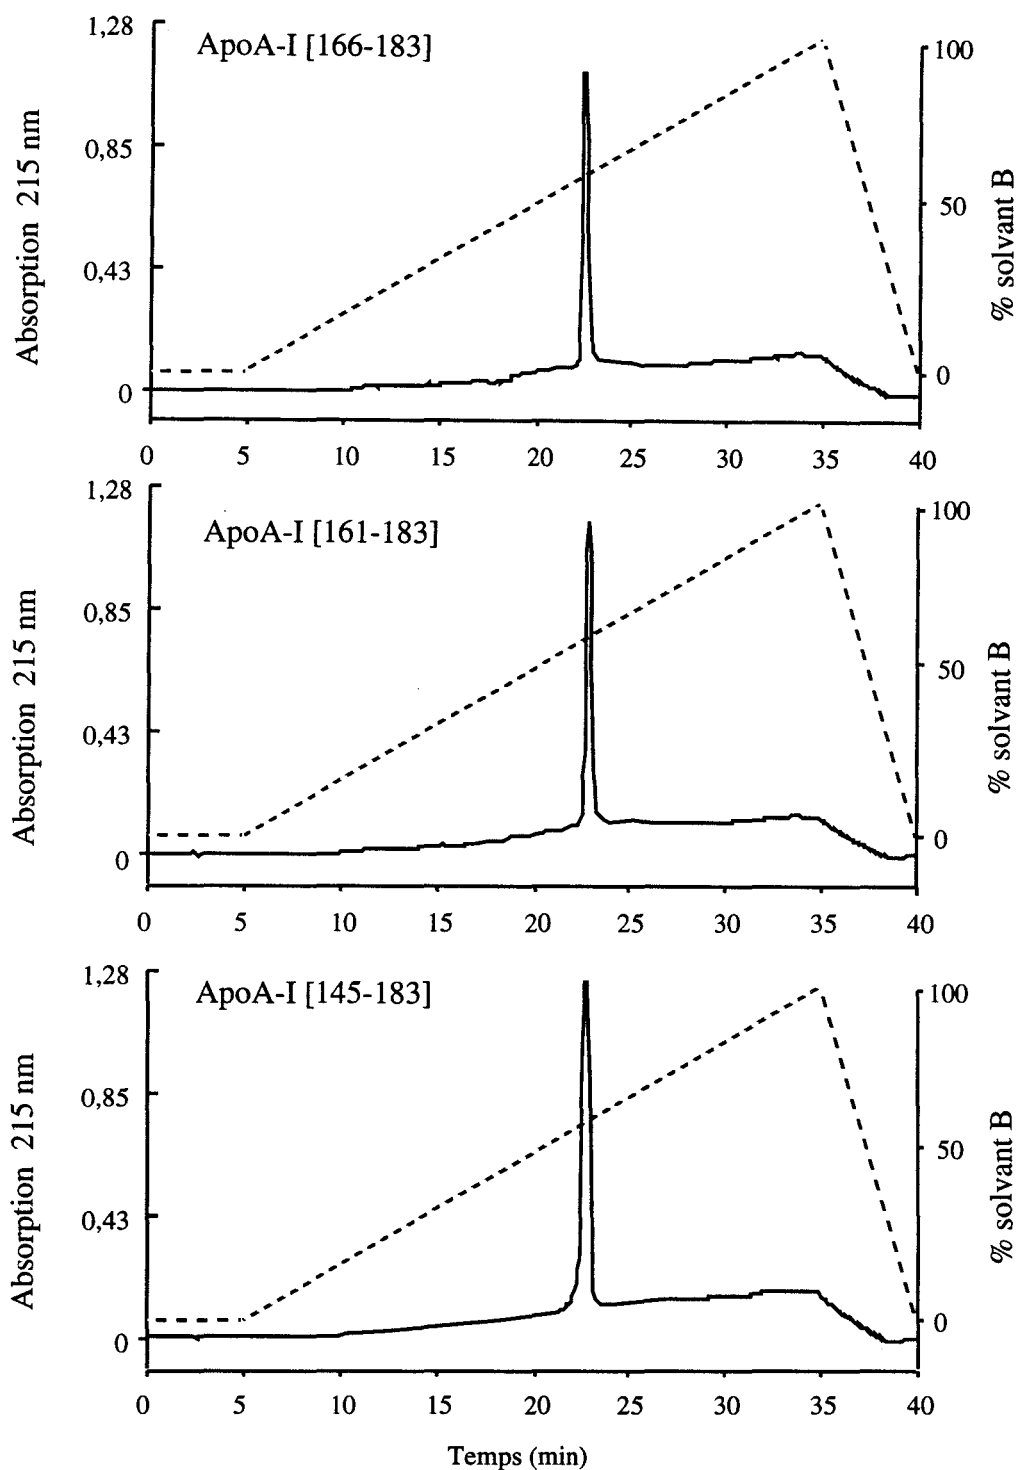 ApoA-I [166-183]
Absorption 215 nm
1,28
0,85
0,43
0
100
50
0
% solvant B
0 5 10 15 20 25 30 35 40
ApoA-I [161-183]
Absorption 215 nm
1,28
0,85
0,43
0
100
50
0
% solvant B
0 5 10 15 20 25 30 35 40
ApoA-I [145-183]
Absorption 215 nm
1,28
0,85
0,43
0
100
50
0
% solvant B
0 5 10 15 20 25 30 35 40
Temps (min)